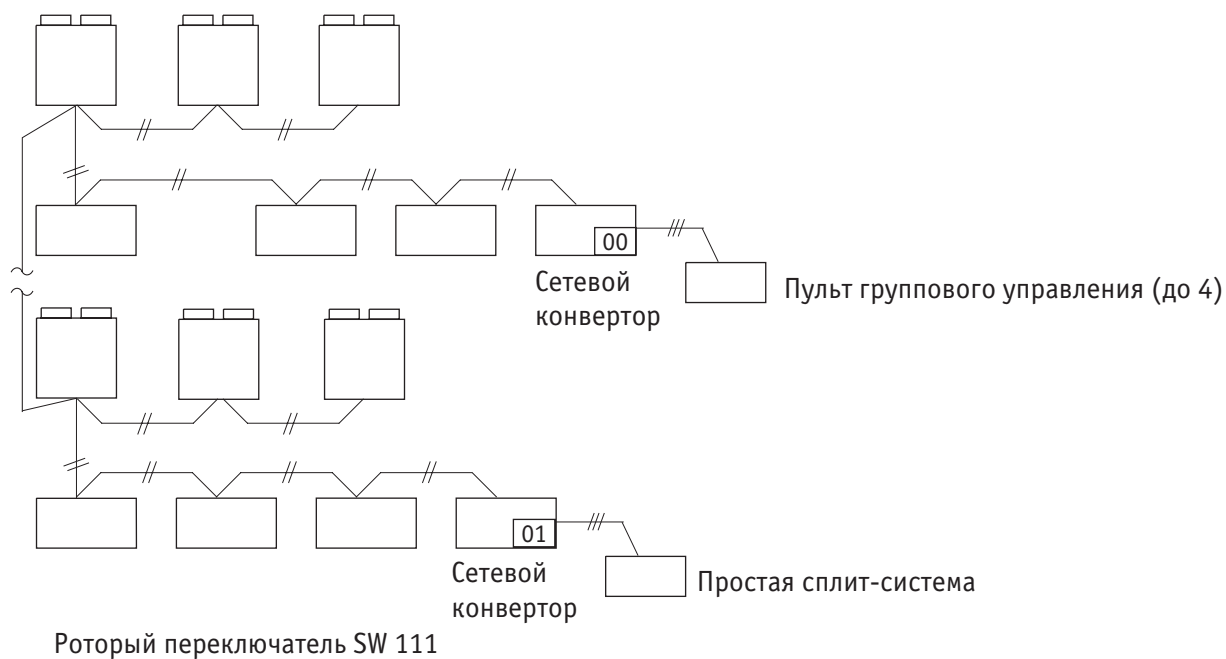 00
Сетевой
конвертор
Пульт группового управления (до 4)
01
Сетевой
конвертор
Простая сплит-система
Роторый переключатель SW 111